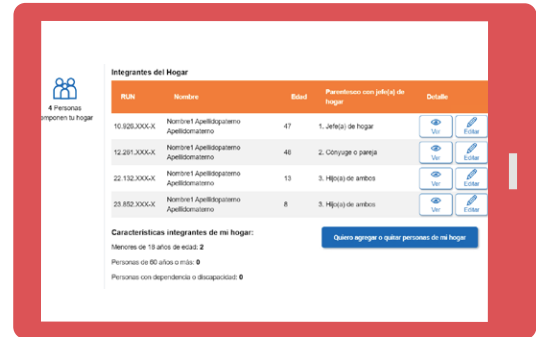 Integrantes del Hogar
RUN Nombre Edad Parentesco con jefe(a) de hogar Detalle
4 Personas
componen tu hogar
10.928.XXX-X Nombre1 Apellidopaterno Apellidomaterno 47 1. Jefe(a) de hogar Ver Editar
12.261.XXX-X Nombre1 Apellidopaterno Apellidomaterno 48 2. Cónyuge o pareja Ver Editar
22.132.XXX-X Nombre1 Apellidopaterno Apellidomaterno 13 3. Hijo(a) de ambos Ver Editar
23.852.XXX-X Nombre1 Apellidopaterno Apellidomaterno 8 3. Hijo(a) de ambos Ver Editar
Características integrantes de mi hogar:
Menores de 18 años de edad: 2
Personas de 60 años o más: 0
Personas con dependencia o discapacidad: 0
Quiero agregar o quitar personas de mi hogar